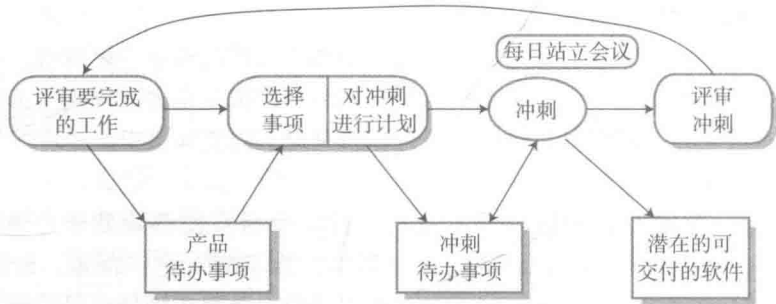 每日站立会议
评审要完成
的工作
选择
事项
对冲刺
进行计划
冲刺
评审
冲刺
产品
待办事项
冲刺
待办事项
潜在的可
交付的软件